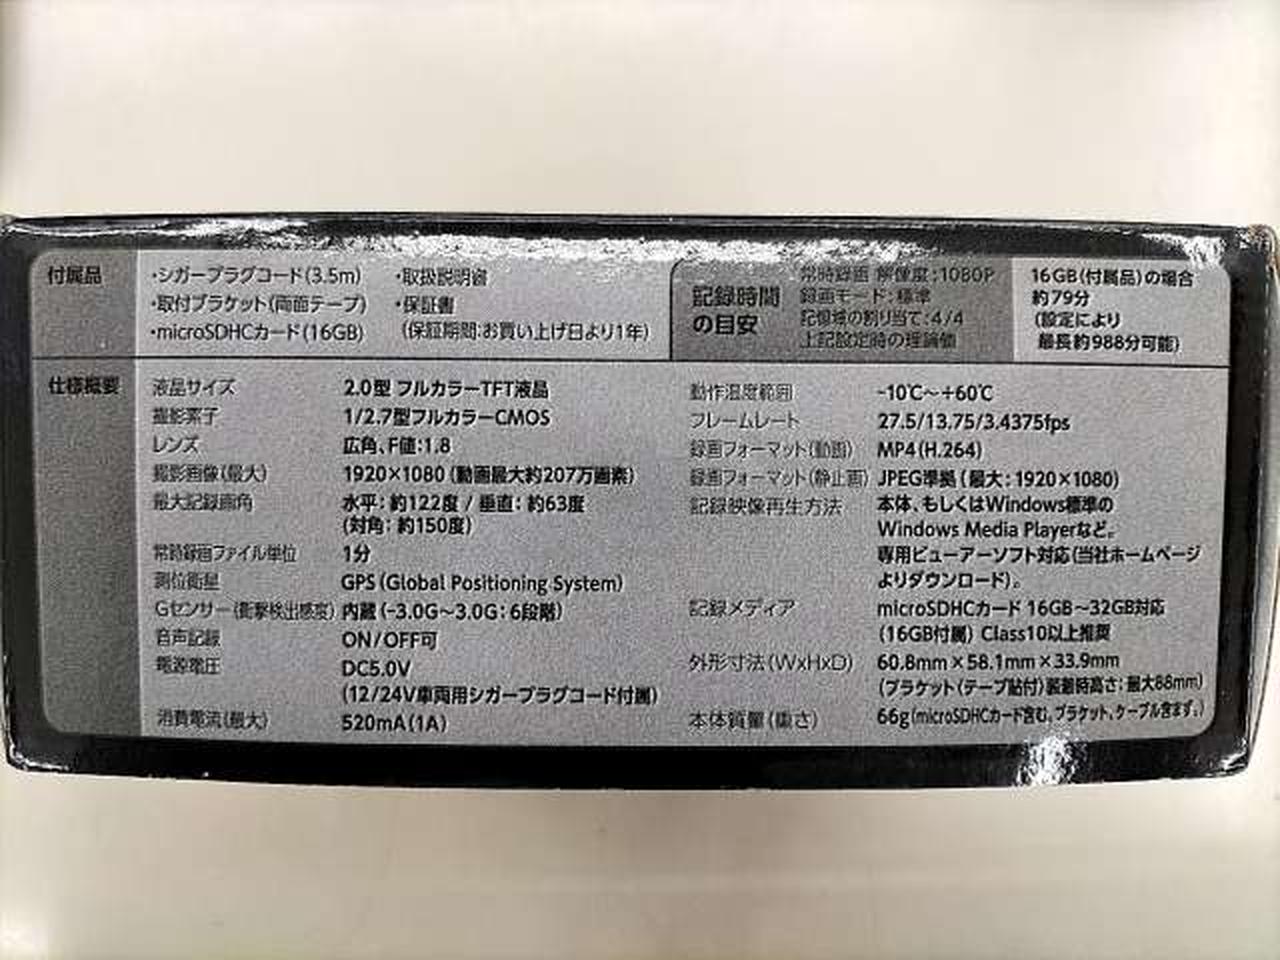 付属品
・シガープラグコード(3.5m)
・取付ブラケット(両面テープ)
・microSDHCカード(16GB)
・取扱説明書
・保証書
(保証期間:お買い上げ日より1年)
記録時間
の目安
常時録画 解像度:1080P
録画モード:標準
記憶域の割り当て:4/4
上記設定時の理論値
16GB(付属品)の場合
約79分
(設定により
最長約988分可能)
仕様概要
液晶サイズ 2.0型 フルカラーTFT液晶
撮影素子 1/2.7型フルカラーCMOS
レンズ 広角、F値:1.8
撮影画像(最大) 1920×1080(動画最大約207万画素)
最大記録画角 水平:約122度 / 垂直:約63度
(対角:約150度)
常時録画ファイル単位 1分
測位衛星 GPS(Global Positioning System)
Gセンサー(衝撃検出感度) 内蔵(-3.0G~3.0G:6段階)
音声記録 ON/OFF可
電源電圧 DC5.0V
(12/24V車両用シガープラグコード付属)
消費電流(最大) 520mA(1A)
動作温度範囲 -10℃~+60℃
フレームレート 27.5/13.75/3.4375fps
録画フォーマット(動画) MP4(H.264)
録画フォーマット(静止画) JPEG準拠(最大:1920×1080)
記録映像再生方法 本体、もしくはWindows標準の
Windows Media Playerなど。
専用ビューアーソフト対応(当社ホームページ
よりダウンロード)。
記録メディア microSDHCカード 16GB~32GB対応
(16GB付属) Class10以上推奨
外形寸法(WxHxD) 60.8mm×58.1mm×33.9mm
(ブラケット(テープ貼付)装着時高さ:最大88mm)
本体質量(重さ) 66g(microSDHCカード含む。ブラケット、ケーブル含まず。)